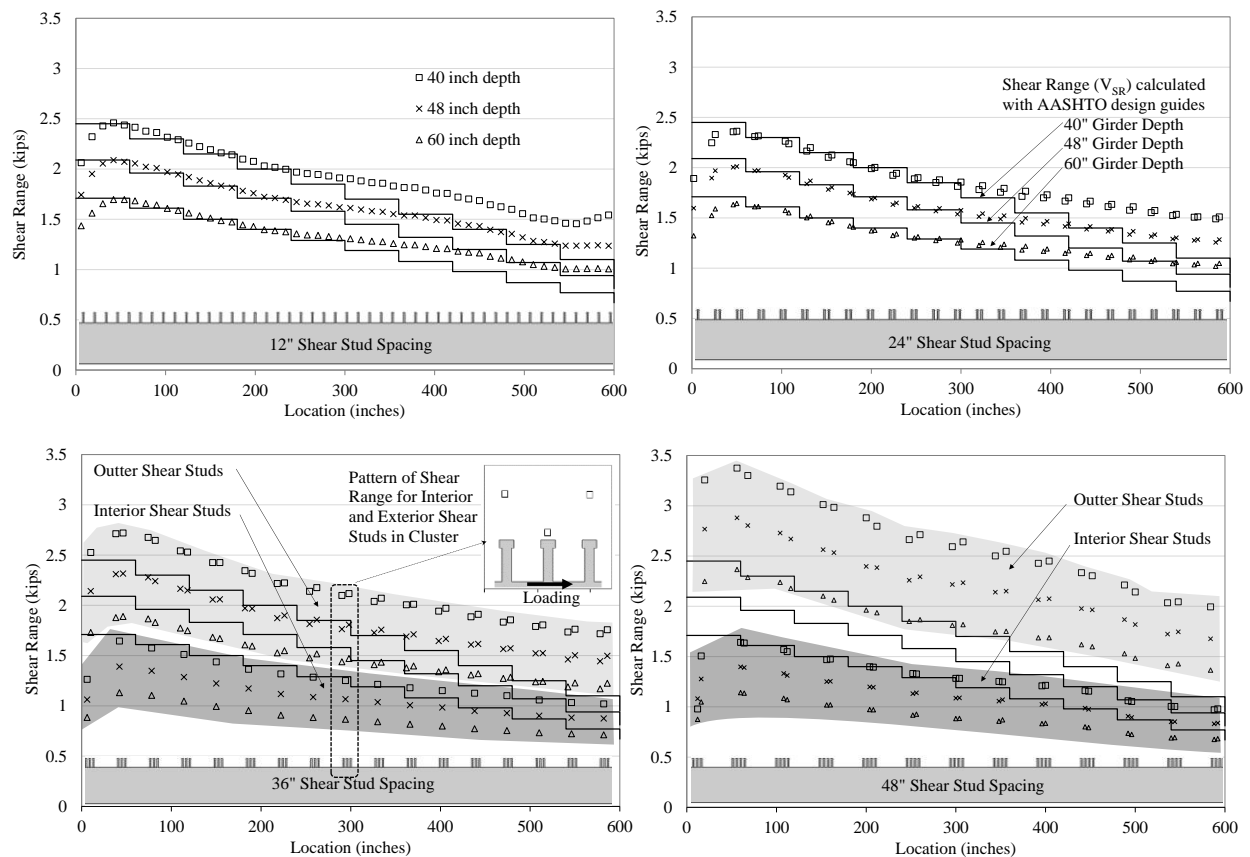 3.5
3
2.5
2
1.5
1
0.5
0
Shear Range (kips)
40 inch depth
48 inch depth
60 inch depth
12" Shear Stud Spacing
0 100 200 300 400 500 600
Location (inches)
3.5
3
2.5
2
1.5
1
0.5
0
Shear Range (kips)
Shear Range (VSR) calculated
with AASHTO design guides
40" Girder Depth
48" Girder Depth
60" Girder Depth
24" Shear Stud Spacing
0 100 200 300 400 500 600
Location (inches)
3.5
3
2.5
2
1.5
1
0.5
0
Shear Range (kips)
Outter Shear Studs
Interior Shear Studs
Pattern of Shear
Range for Interior
and Exterior Shear
Studs in Cluster
Loading
36" Shear Stud Spacing
0 100 200 300 400 500 600
Location (inches)
3.5
3
2.5
2
1.5
1
0.5
0
Shear Range (kips)
Outter Shear Studs
Interior Shear Studs
48" Shear Stud Spacing
0 100 200 300 400 500 600
Location (inches)